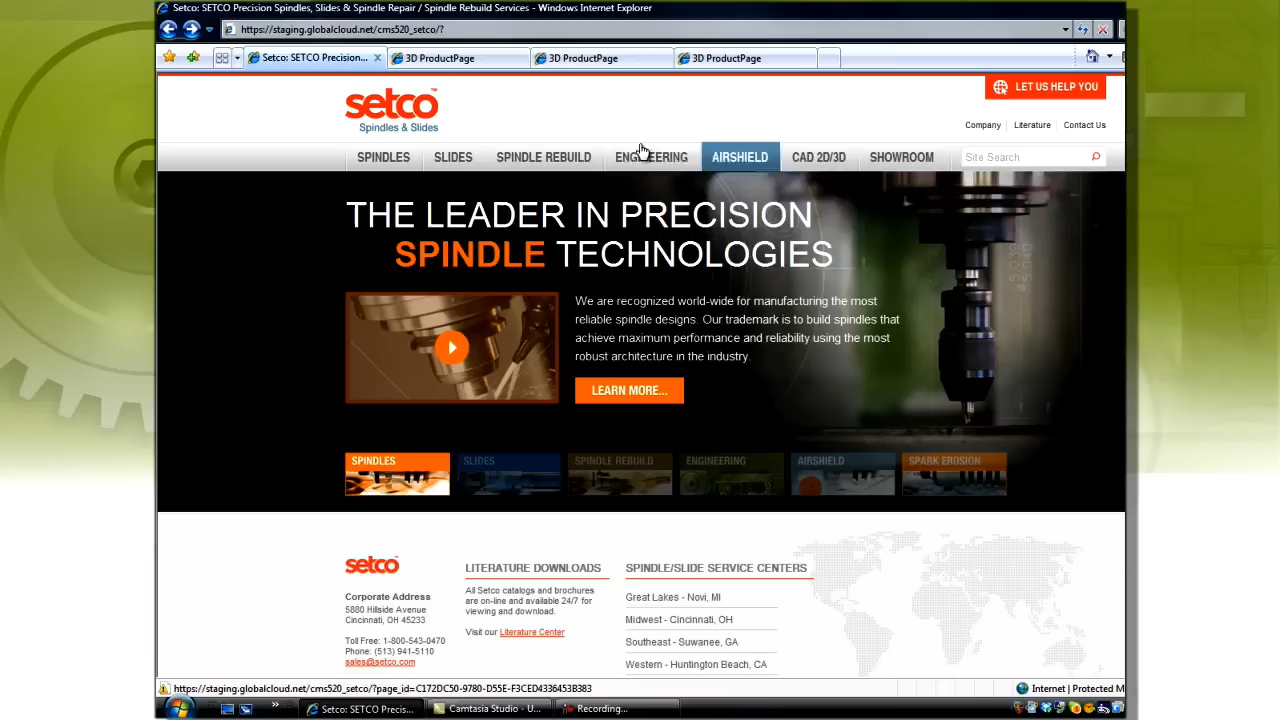 Setco: SETCO Precision Spindles, Slides & Spindle Repair / Spindle Rebuild Services - Windows Internet Explorer
https://staging.globalcloud.net/cms520_setco/?
Setco: SETCO Precision...
3D ProductPage
3D ProductPage
3D ProductPage
LET US HELP YOU
setco™
Spindles & Slides
Company
Literature
Contact Us
SPINDLES
SLIDES
SPINDLE REBUILD
ENGINEERING
AIRSHIELD
CAD 2D/3D
SHOWROOM
Site Search
THE LEADER IN PRECISION
SPINDLE TECHNOLOGIES
We are recognized world-wide for manufacturing the most
reliable spindle designs. Our trademark is to build spindles that
achieve maximum performance and reliability using the most
robust architecture in the industry.
LEARN MORE...
SPINDLES
SLIDES
SPINDLE REBUILD
ENGINEERING
AIRSHIELD
SPARK EROSION
setco
Corporate Address
5880 Hillside Avenue
Cincinnati, OH 45233
Toll Free: 1-800-543-0470
Phone: (513) 941-5110
sales@setco.com
LITERATURE DOWNLOADS
All Setco catalogs and brochures
are on-line and available 24/7 for
viewing and download.
Visit our Literature Center
SPINDLE/SLIDE SERVICE CENTERS
Great Lakes - Novi, MI
Midwest - Cincinnati, OH
Southeast - Suwanee, GA
Western - Huntington Beach, CA
https://staging.globalcloud.net/cms520_setco/?page_id=C172DC50-9780-D55E-F3CED4336453B383
Internet | Protected M
Setco: SETCO Precis...
Camtasia Studio - U...
Recording...